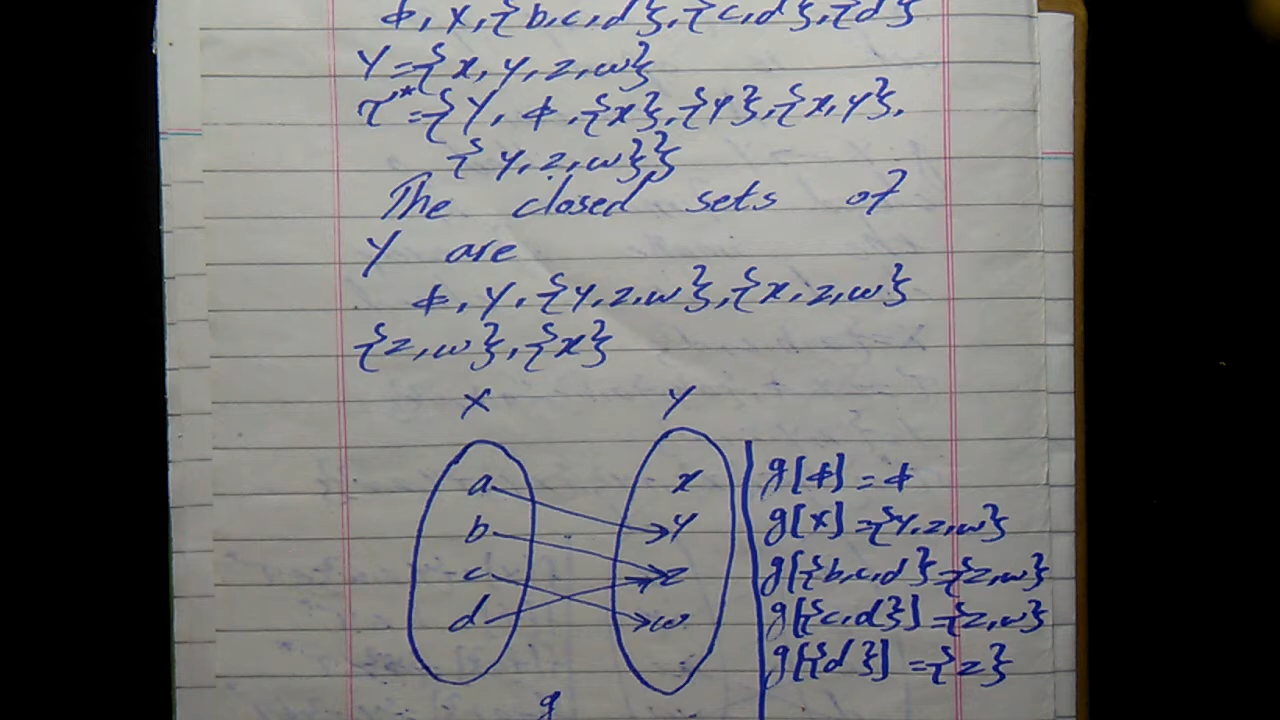 ϕ, X, {b, c, d}, {c, d}, {d}
Y = {x, y, z, w}
τ* = {Y, ϕ, {x}, {y}, {x, y},
{y, z, w}}
The closed sets of
Y are
ϕ, Y, {y, z, w}, {x, z, w}
{z, w}, {x}
X Y
a x g[ϕ] = ϕ
b y g[X] = {y, z, w}
c z g[{b, c, d} = {z, w}
d w g[{c, d}] = {z, w}
g[{d}] = {z}
g